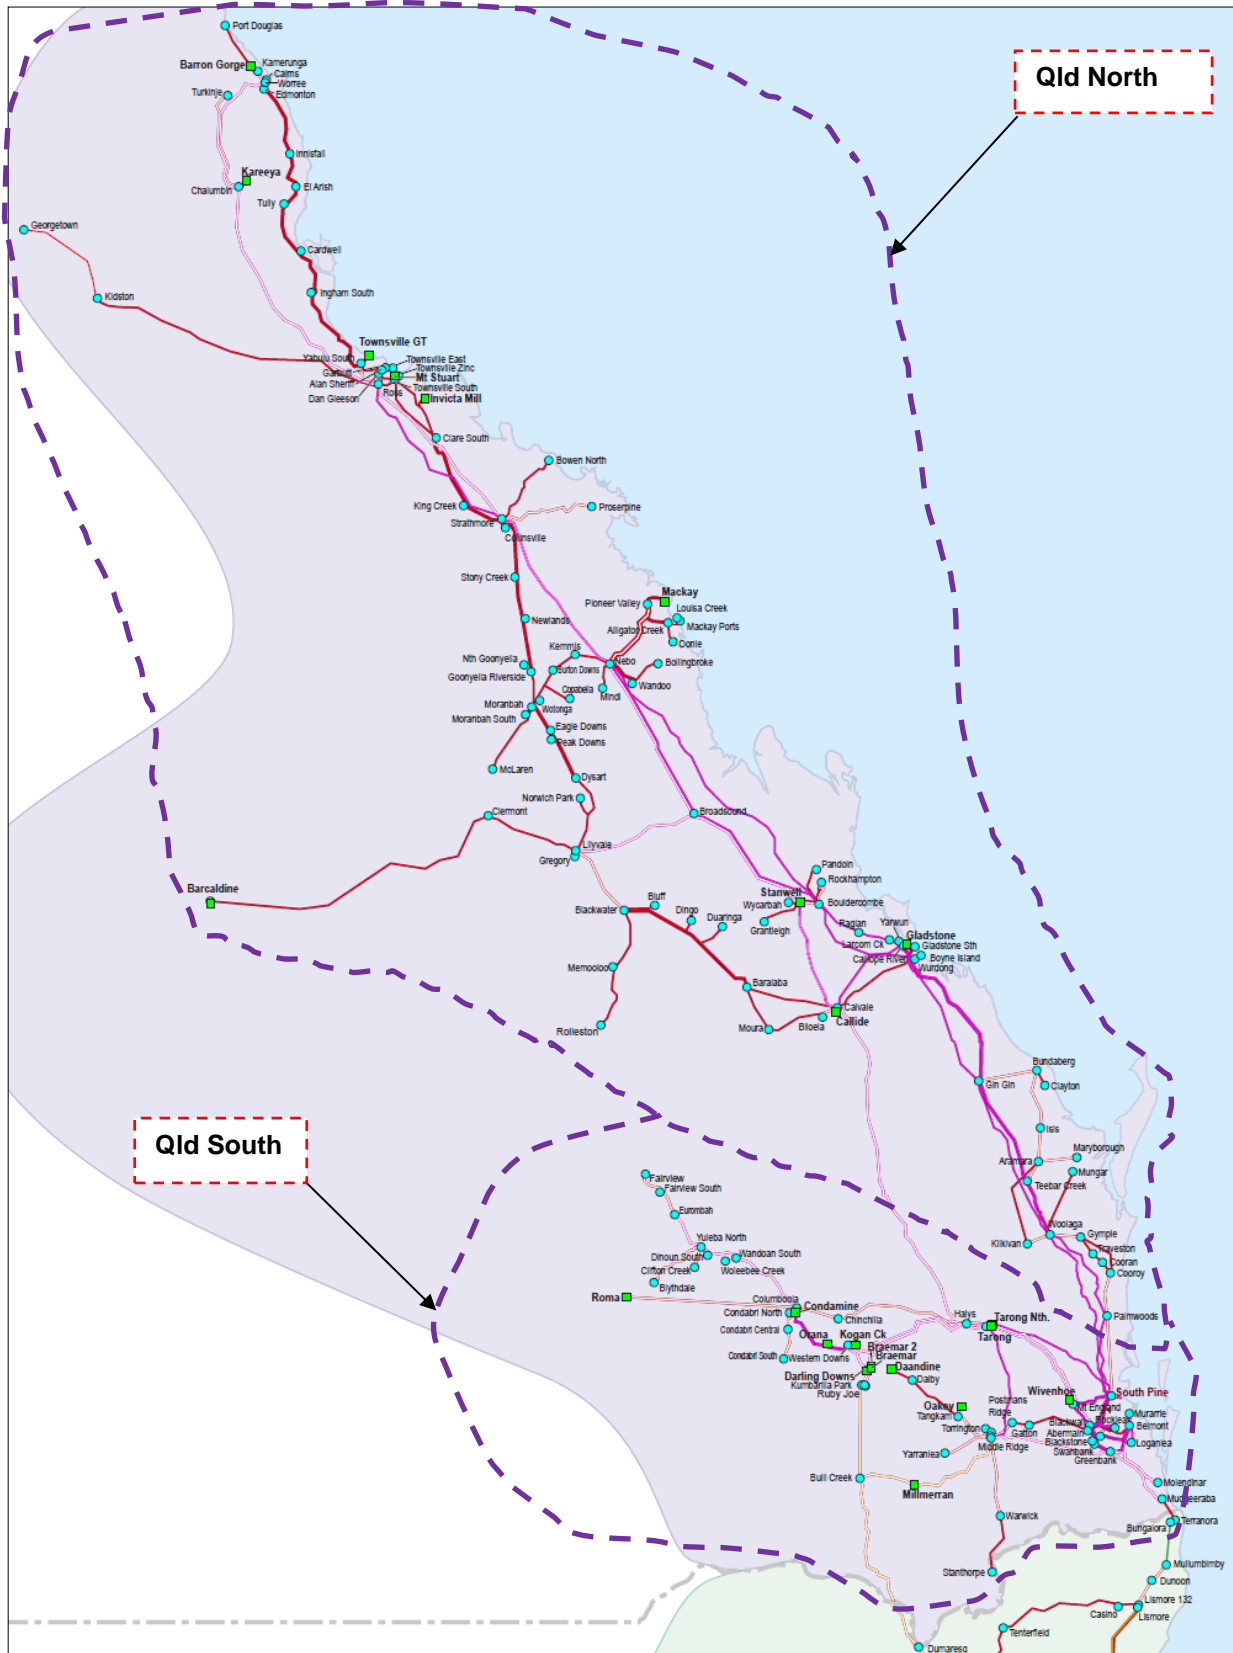 Port Douglas
Qld North
Barron Gorge
Kamerunga
Cairns
Worree
Turkinje
Edmonton
Innisfail
Kareeya
Chalumbin
El Arish
Tully
Georgetown
Cardwell
Kidston
Ingham South
Townsville GT
Yabulu South
Townsville East
Garbutt
Townsville Zinc
Alan Sheriff
Mt Stuart
Dan Gleeson
Ross
Townsville South
Invicta Mill
Clare South
Bowen North
King Creek
Proserpine
Strathmore
Collnsville
Stony Creek
Mackay
Pioneer Valley
Louisa Creek
Newlands
Alligator Creek
Mackay Ports
Oonie
Kemmis
Nth Goonyella
Burton Downs
Nebo
Bollingbroke
Goonyella Riverside
Coppabella
Mindi
Wandoo
Moranbah
Wotonga
Moranbah South
Eagle Downs
Peak Downs
McLaren
Dysart
Norwich Park
Clermont
Broadsound
Lilyvale
Gregory
Pandoin
Rockhampton
Barcaldine
Stanwell
Wycarbah
Bouldercombe
Bluff
Blackwater
Dingo
Duaringa
Grantleigh
Raglan
Yarwun
Gladstone
Larcom Ck
Gladstone Sth
Calliope River
Boyne Island
Wurdong
Memooloo
Baralaba
Calvale
Rolleston
Moura
Biloela
Callide
Bundaberg
Gin Gin
Clayton
Isis
Qld South
Maryborough
Aramara
Mungar
Fairview
Teebar Creek
Fairview South
Eurombah
Woolaga
Gympie
Kilkivan
Yuleba North
Traveston
Dinoun South
Wandoan South
Cooran
Clifton Creek
Woleebee Creek
Cooroy
Blythdale
Roma
Columboola
Condamine
Condabri North
Chinchilla
Halys
Tarong Nth.
Palmwoods
Condabri Central
Orana
Kogan Ck
Tarong
Condabri South
Western Downs
Braemar 2
Braemar
Darling Downs
Daandine
Kumbarilla Park
Dalby
Ruby Joe
Wivenhoe
South Pine
Oakey
Postmans
Ridge
Mt England
Tangkam
Murarrie
Torrington
Gatton
Blackwall
Rocklea
Belmont
Abermain
Yarranlea
Middle Ridge
Blackstone
Loganlea
Swanbank
Greenbank
Bull Creek
Molendinar
Millmerran
Mudgeeraba
Warwick
Terranora
Bungalora
Stanthorpe
Mullumbimby
Dunoon
Lismore 132
Casino
Lismore
Tenterfield
Dumaresq